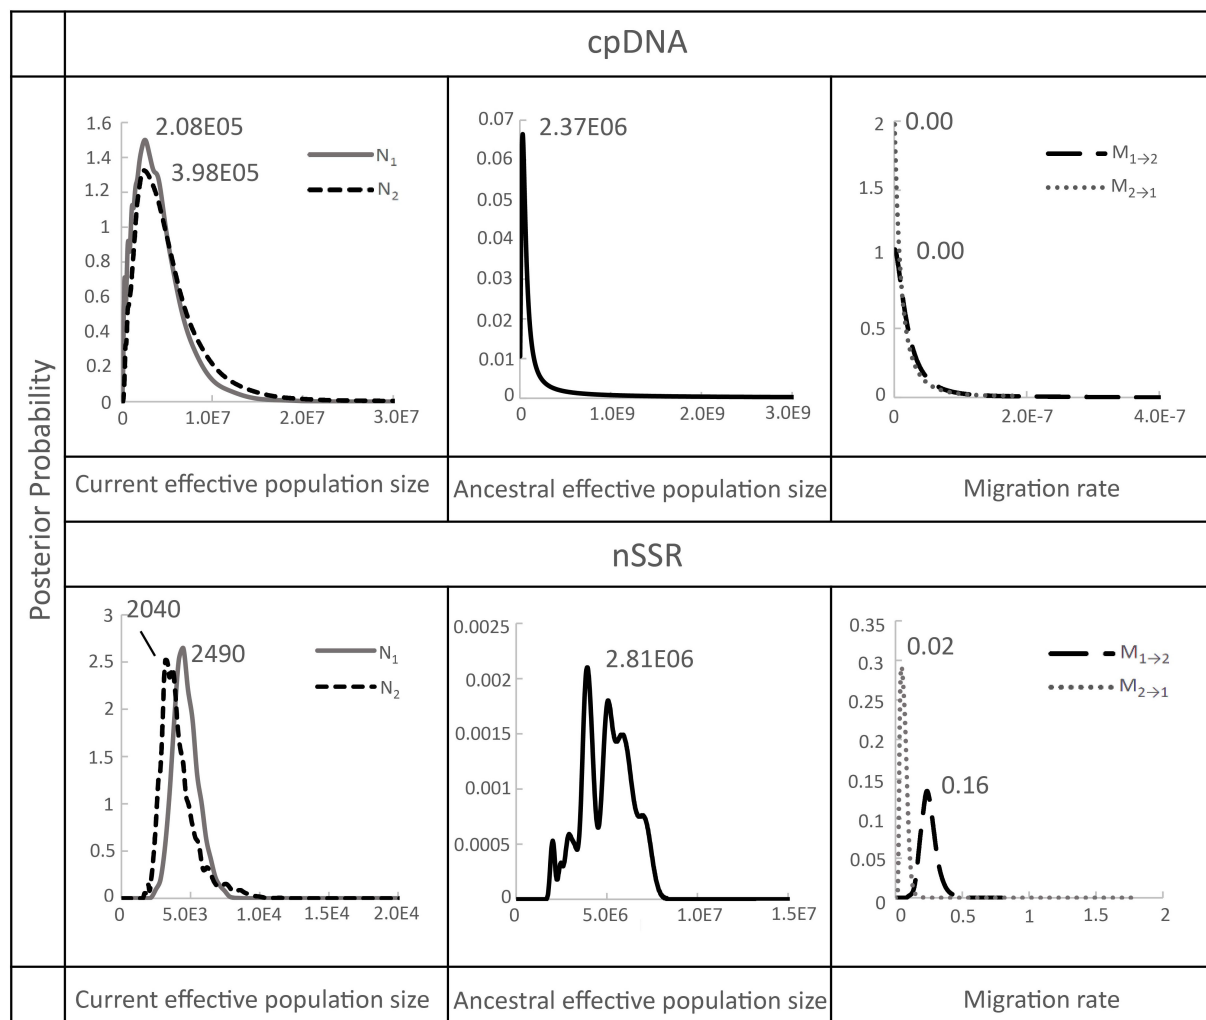 cpDNA
Posterior Probability
2.08E05
3.98E05
N1
N2
1.6
1.4
1.2
1
0.8
0.6
0.4
0.2
0
0 1.0E7 2.0E7 3.0E7
Current effective population size
2.37E06
0.07
0.06
0.05
0.04
0.03
0.02
0.01
0
0 1.0E9 2.0E9 3.0E9
Ancestral effective population size
0.00
0.00
M1→2
M2→1
2
1.5
1
0.5
0
0 2.0E-7 4.0E-7
Migration rate
nSSR
2040
2490
N1
N2
3
2.5
2
1.5
1
0.5
0
0 5.0E3 1.0E4 1.5E4 2.0E4
Current effective population size
2.81E06
0.0025
0.002
0.0015
0.001
0.0005
0
0 5.0E6 1.0E7 1.5E7
Ancestral effective population size
0.02
0.16
M1→2
M2→1
0.35
0.3
0.25
0.2
0.15
0.1
0.05
0
0 0.5 1 1.5 2
Migration rate